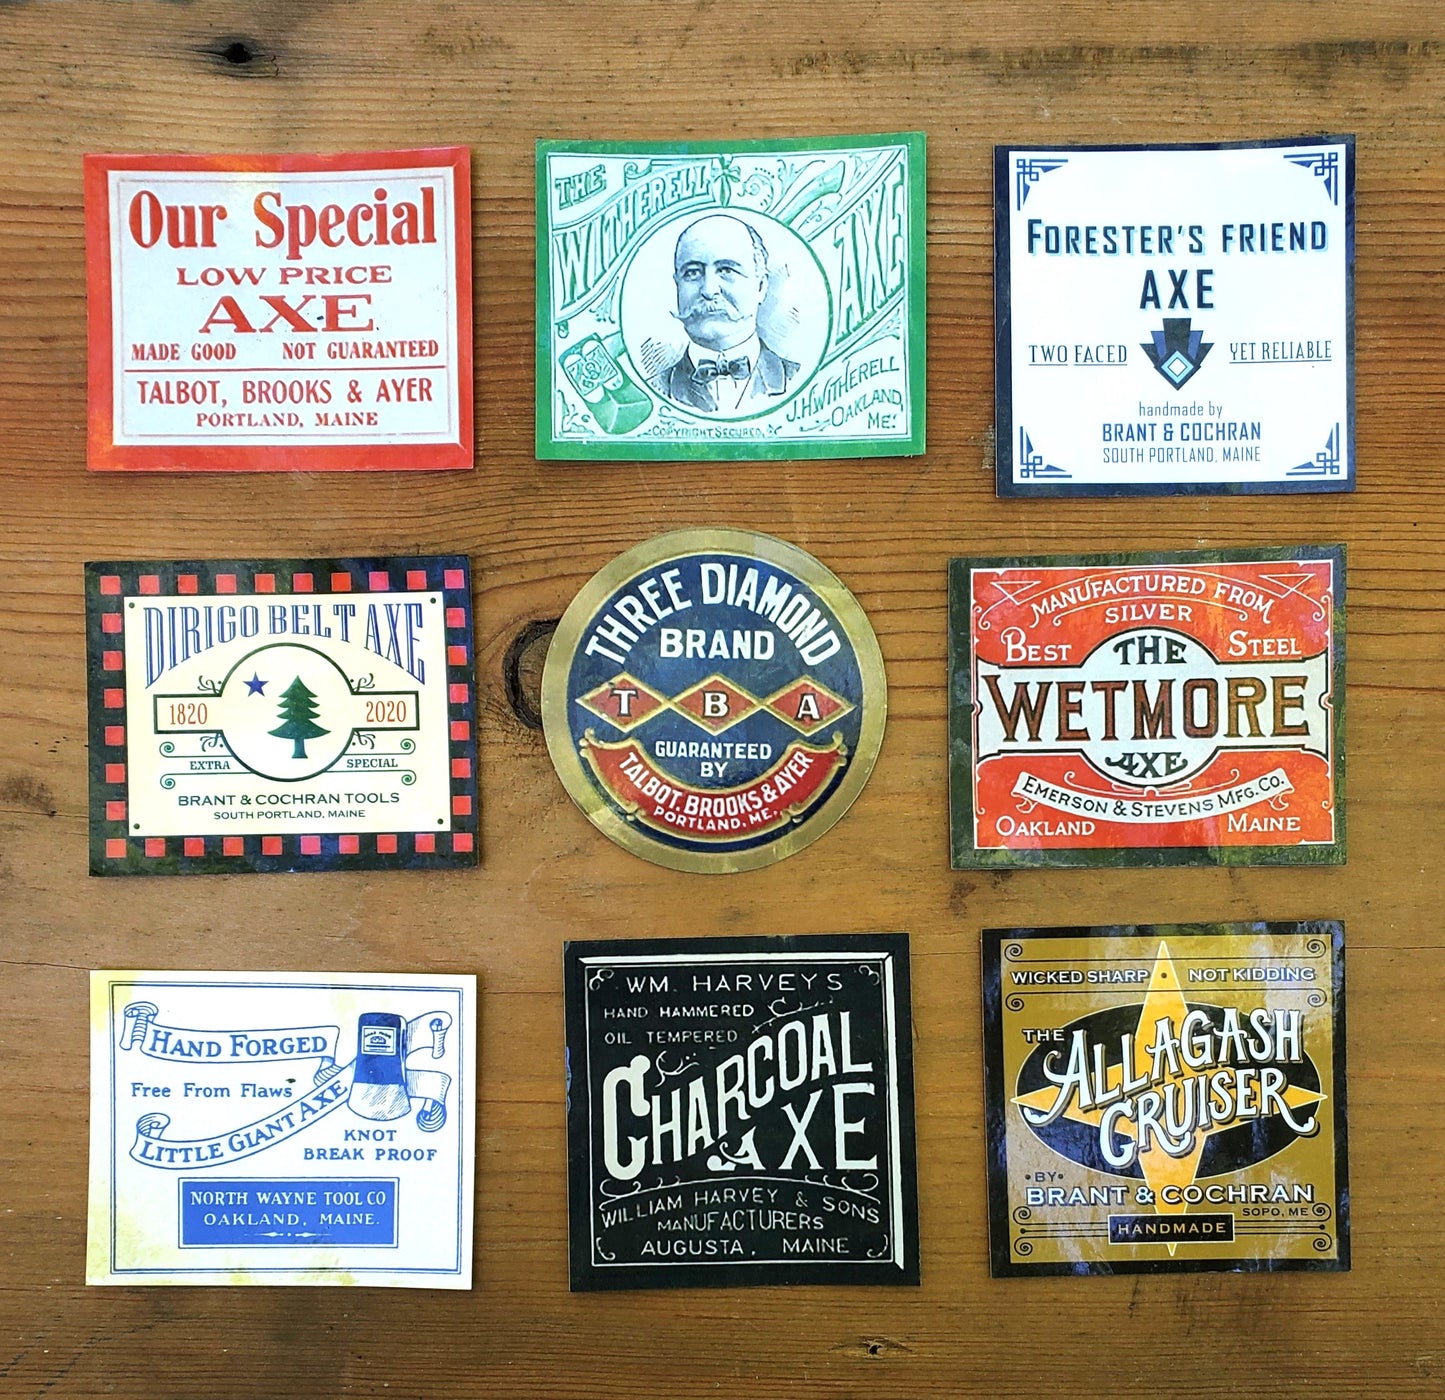 Our Special
LOW PRICE
AXE
MADE GOOD NOT GUARANTEED
TALBOT, BROOKS & AYER
PORTLAND, MAINE
THE
WITHERELL
AXE
J.H. WITHERELL
OAKLAND,
ME.
COPYRIGHT SECURED,
FORESTER'S FRIEND
AXE
TWO FACED YET RELIABLE
handmade by
BRANT & COCHRAN
SOUTH PORTLAND, MAINE
DIRIGO BELT AXE
1820 2020
EXTRA SPECIAL
BRANT & COCHRAN TOOLS
SOUTH PORTLAND, MAINE
THREE DIAMOND
BRAND
T B A
GUARANTEED
BY
TALBOT, BROOKS & AYER
PORTLAND, ME.
MANUFACTURED FROM
SILVER
BEST STEEL
THE
WETMORE
AXE
EMERSON & STEVENS MFG. CO.
OAKLAND MAINE
HAND FORGED
Free From Flaws
LITTLE GIANT AXE
KNOT
BREAK PROOF
NORTH WAYNE TOOL CO
OAKLAND, MAINE.
WM. HARVEYS
HAND HAMMERED
OIL TEMPERED
CHARCOAL
AXE
WILLIAM HARVEY & SONS
MANUFACTURERS
AUGUSTA, MAINE
WICKED SHARP • NOT KIDDING
THE
ALLAGASH
CRUISER
•BY•
BRANT & COCHRAN
SOPO, ME
HANDMADE